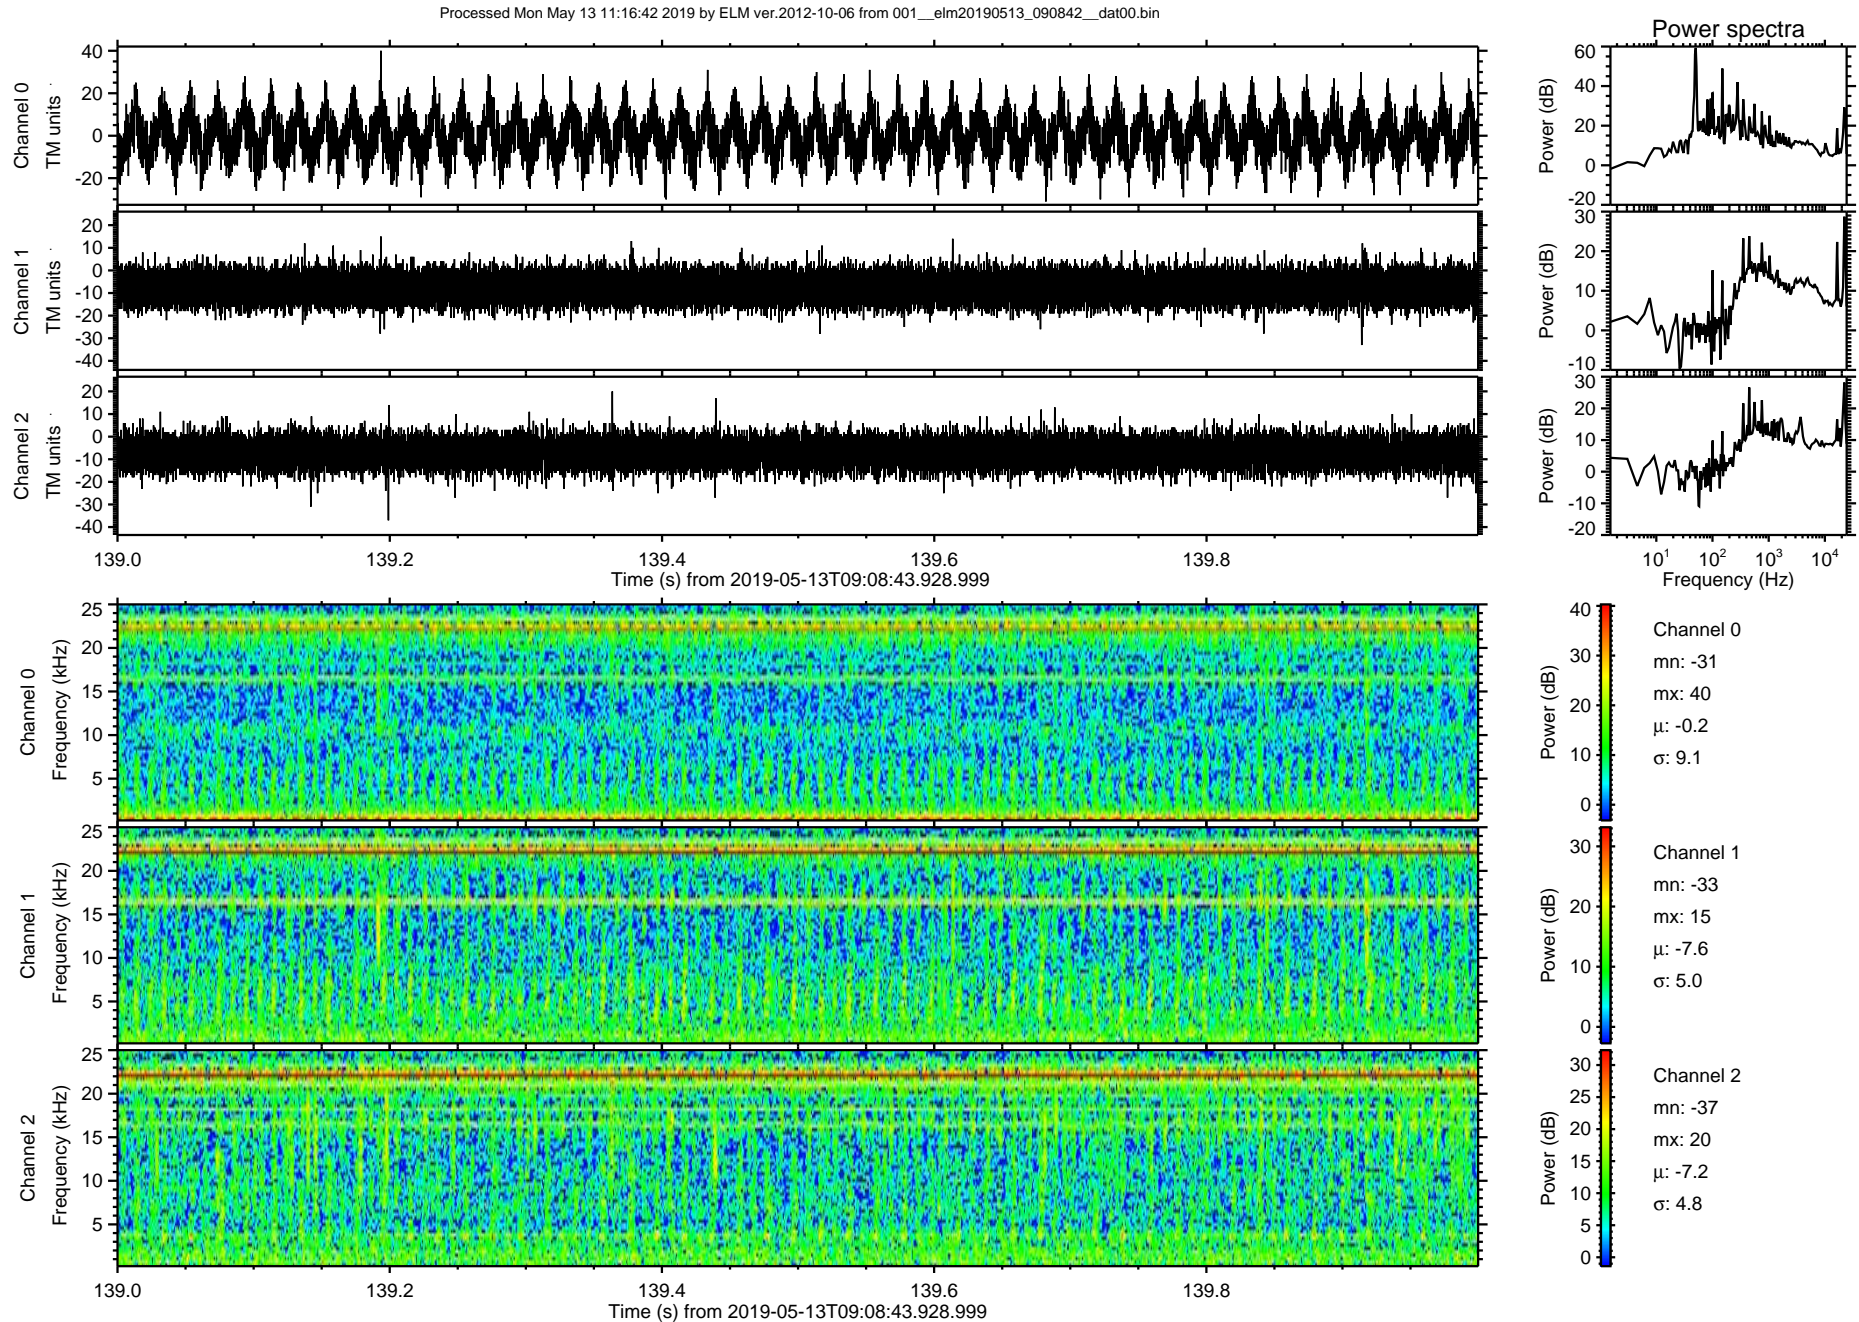 Processed Mon May 13 11:16:42 2019 by ELM ver.2012-10-06 from 001__elm20190513_090842__dat00.bin
Power spectra
Channel 0
TM units
40
20
0
-20
Power (dB)
60
40
20
0
-20
Channel 1
TM units
20
10
0
-10
-20
-30
-40
Power (dB)
30
20
10
0
-10
Channel 2
TM units
20
10
0
-10
-20
-30
-40
Power (dB)
30
20
10
0
-10
-20
139.0 139.2 139.4 139.6 139.8
Time (s) from 2019-05-13T09:08:43.928.999
10^1 10^2 10^3 10^4
Frequency (Hz)
Channel 0
Frequency (kHz)
25
20
15
10
5
Power (dB)
40
30
20
10
0
Channel 0
mn: -31
mx: 40
μ: -0.2
σ: 9.1
Channel 1
Frequency (kHz)
25
20
15
10
5
Power (dB)
30
20
10
0
Channel 1
mn: -33
mx: 15
μ: -7.6
σ: 5.0
Channel 2
Frequency (kHz)
25
20
15
10
5
Power (dB)
30
25
20
15
10
5
0
Channel 2
mn: -37
mx: 20
μ: -7.2
σ: 4.8
139.0 139.2 139.4 139.6 139.8
Time (s) from 2019-05-13T09:08:43.928.999